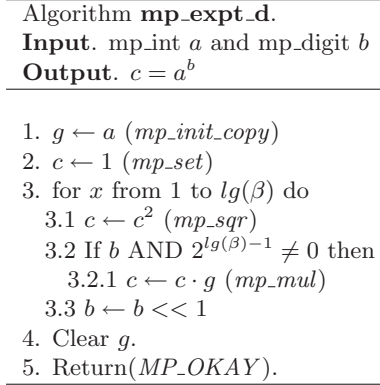 Algorithm mp_expt_d.
Input. mp_int a and mp_digit b
Output. c = a^b
1. g ← a (mp_init_copy)
2. c ← 1 (mp_set)
3. for x from 1 to lg(β) do
3.1 c ← c^2 (mp_sqr)
3.2 If b AND 2^{lg(β)−1} ≠ 0 then
3.2.1 c ← c · g (mp_mul)
3.3 b ← b << 1
4. Clear g.
5. Return(MP_OKAY).